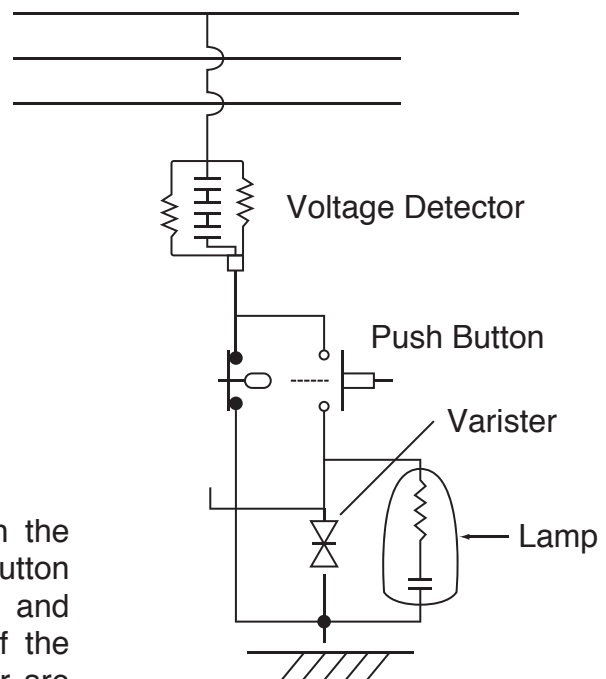 Voltage Detector
Push Button
Varister
Lamp
n the
utton
and
f the
r are